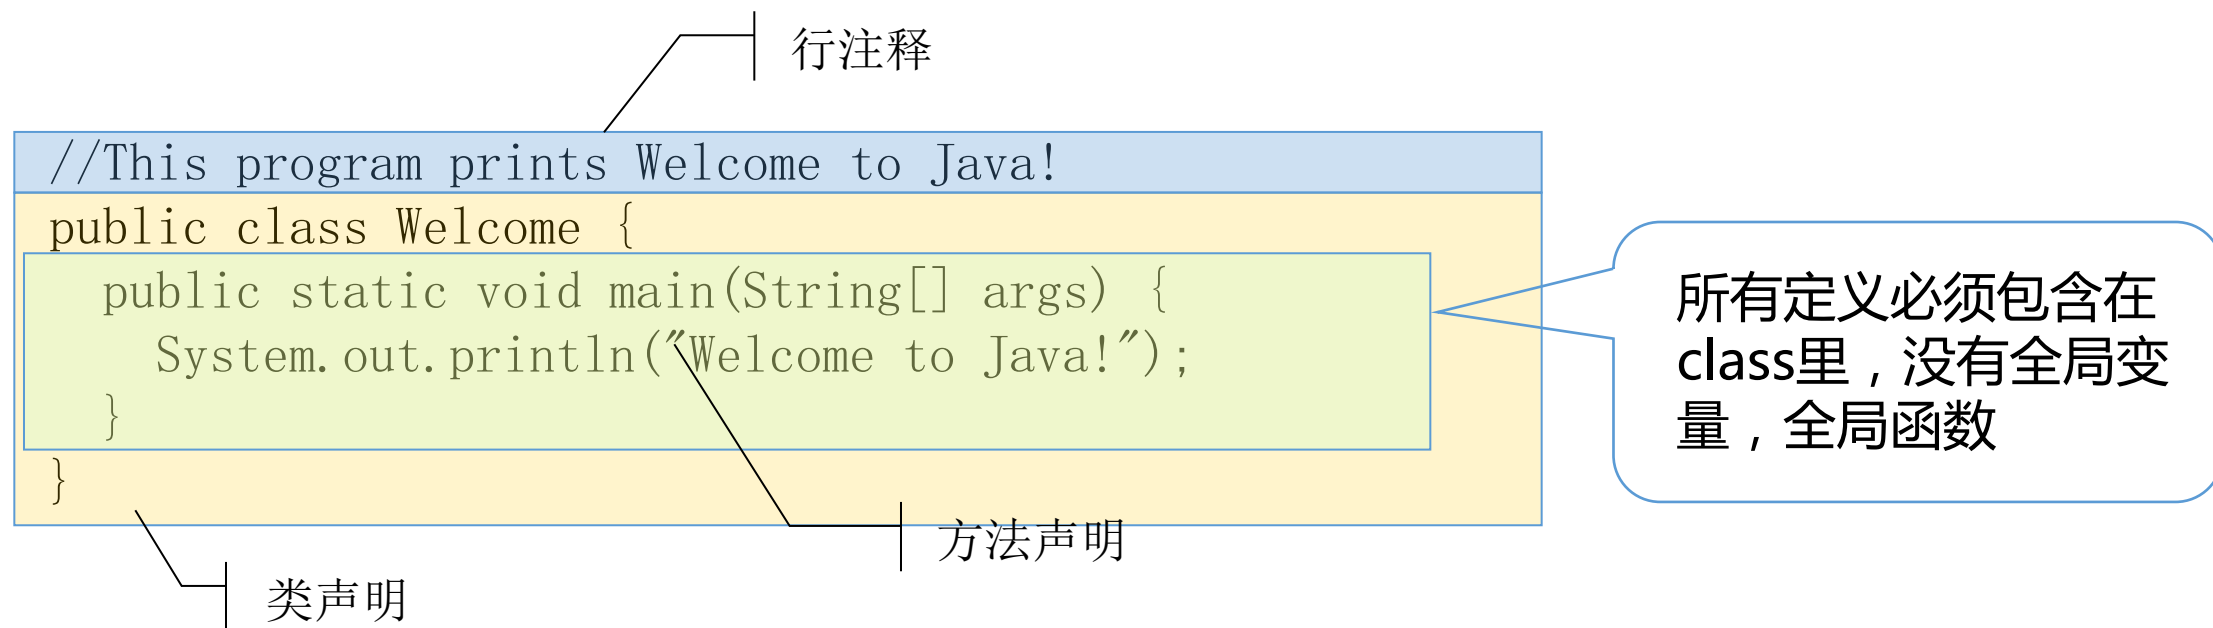 行注释
//This program prints Welcome to Java!
public class Welcome {
public static void main(String[] args) {
System.out.println("Welcome to Java!");
}
}
所有定义必须包含在
class里，没有全局变
量，全局函数
方法声明
类声明